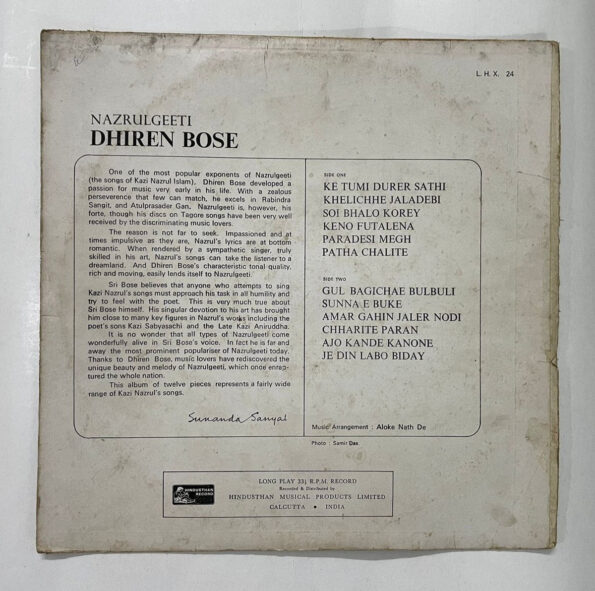 L. H. X. 24
NAZRULGEETI
DHIREN BOSE
One of the most popular exponents of Nazrulgeeti
(the songs of Kazi Nazrul Islam), Dhiren Bose developed a
passion for music very early in his life. With a zealous
perseverence that few can match, he excels in Rabindra
Sangit, and Atulprasader Gan. Nazrulgeeti is, however, his
forte, though his discs on Tagore songs have been very well
received by the discriminating music lovers.
The reason is not far to seek. Impassioned and at
times impulsive as they are, Nazrul's lyrics are at bottom
romantic. When rendered by a sympathetic singer, truly
skilled in his art, Nazrul's songs can take the listener to a
dreamland. And Dhiren Bose's characteristic tonal quality,
rich and moving, easily lends itself to Nazrulgeeti.
Sri Bose believes that anyone who attempts to sing
Kazi Nazrul's songs must approach his task in all humility and
try to feel with the poet. This is very much true about
Sri Bose himself. His singular devotion to his art has brought
him close to many key figures in Nazrul's works including the
poet's sons Kazi Sabyasachi and the Late Kazi Aniruddha.
It is no wonder that all types of Nazrulgeeti come
wonderfully alive in Sri Bose's voice. In fact he is far and
away the most prominent populariser of Nazrulgeeti today.
Thanks to Dhiren Bose, music lovers have rediscovered the
unique beauty and melody of Nazrulgeeti, which once enrap-
tured the whole nation.
This album of twelve pieces represents a fairly wide
range of Kazi Nazrul's songs.
Sunanda Sanyal
SIDE ONE
KE TUMI DURER SATHI
KHELICHHE JALADEBI
SOI BHALO KOREY
KENO FUTALENA
PARADESI MEGH
PATHA CHALITE
SIDE TWO
GUL BAGICHAE BULBULI
SUNNA E BUKE
AMAR GAHIN JALER NODI
CHHARITE PARAN
AJO KANDE KANONE
JE DIN LABO BIDAY
Music Arrangement : Aloke Nath De
Photo : Samir Das
HINDUSTHAN
RECORD
LONG PLAY 33⅓ R.P.M. RECORD
Recorded & Distributed by
HINDUSTHAN MUSICAL PRODUCTS LIMITED
CALCUTTA • INDIA